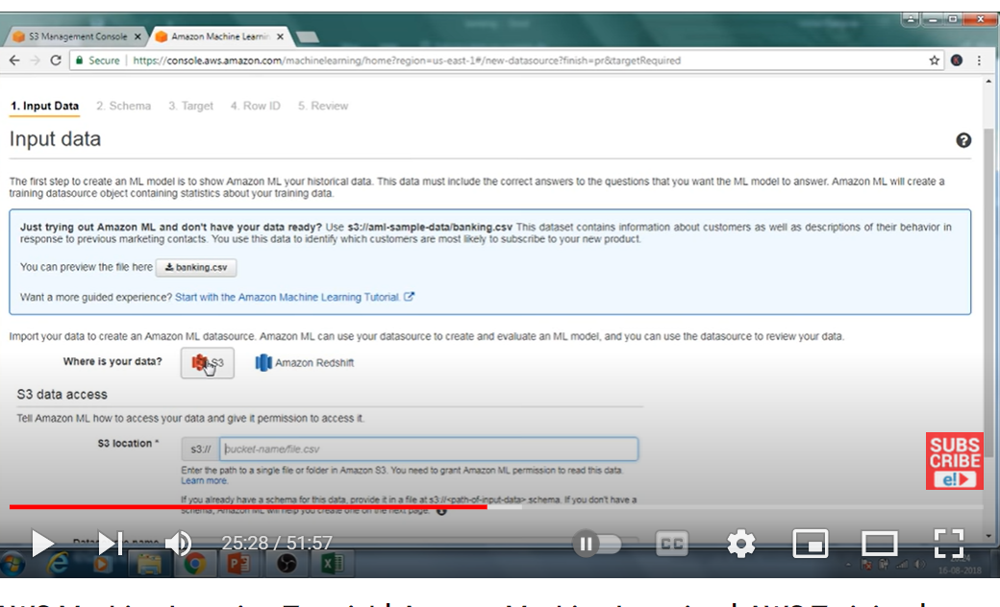 S3 Management Console
Amazon Machine Learnin
Secure https://console.aws.amazon.com/machinelearning/home?region=us-east-1#/new-datasource?finish=pr&targetRequired
1. Input Data 2. Schema 3. Target 4. Row ID 5. Review
Input data
The first step to create an ML model is to show Amazon ML your historical data. This data must include the correct answers to the questions that you want the ML model to answer. Amazon ML will create a
training datasource object containing statistics about your training data.
Just trying out Amazon ML and don't have your data ready? Use s3://aml-sample-data/banking.csv This dataset contains information about customers as well as descriptions of their behavior in
response to previous marketing contacts. You use this data to identify which customers are most likely to subscribe to your new product.
You can preview the file here banking.csv
Want a more guided experience? Start with the Amazon Machine Learning Tutorial.
Import your data to create an Amazon ML datasource. Amazon ML can use your datasource to create and evaluate an ML model, and you can use the datasource to review your data.
Where is your data? S3 Amazon Redshift
S3 data access
Tell Amazon ML how to access your data and give it permission to access it.
S3 location * s3:// bucket-name/file.csv
Enter the path to a single file or folder in Amazon S3. You need to grant Amazon ML permission to read this data.
Learn more.
If you already have a schema for this data, provide it in a file at s3://<path-of-input-data>.schema. If you don't have a
schema, Amazon ML will help you create one on the next page.
SUBS
CRIBE
e!
25:28 / 51:57
CC
16-08-2018